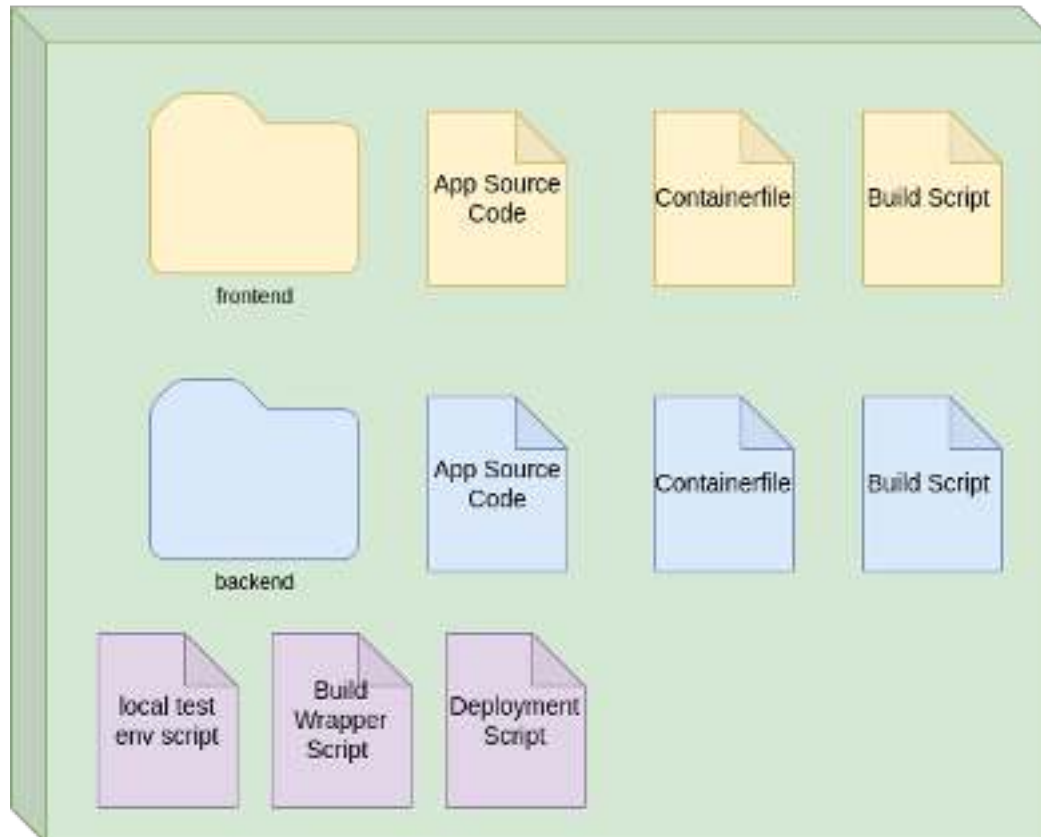 App Source
Code
Containerfile
Build Script
frontend
App Source
Code
Containerfile
Build Script
backend
local test
env script
Build
Wrapper
Script
Deployment
Script